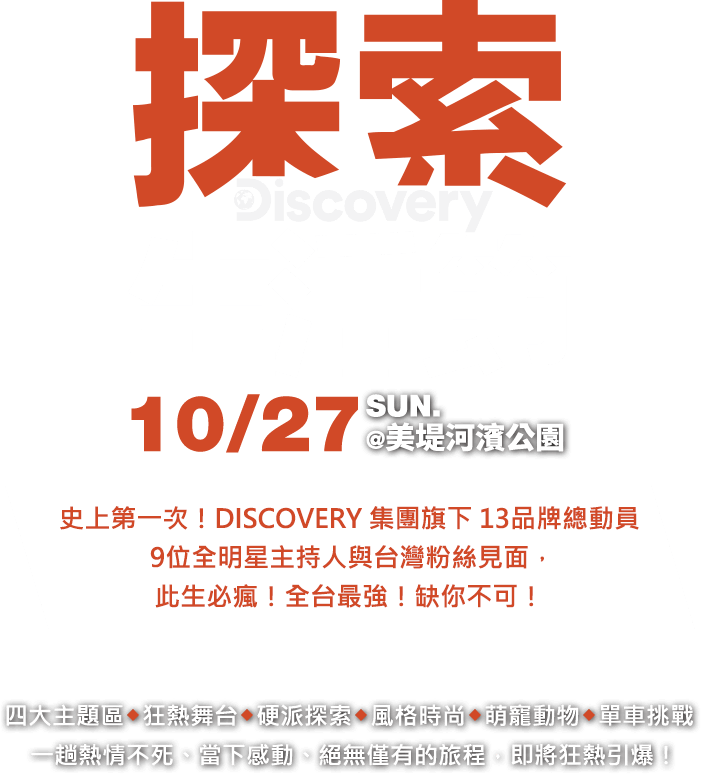 探索
Discovery
10/27 SUN.
@美堤河濱公園
史上第一次！DISCOVERY 集團旗下 13品牌總動員
9位全明星主持人與台灣粉絲見面，
此生必瘋！全台最強！缺你不可！
四大主題區◆狂熱舞台◆硬派探索◆風格時尚◆萌寵動物◆單車挑戰
一趟熱情不死、當下感動、絕無僅有的旅程，即將狂熱引爆！